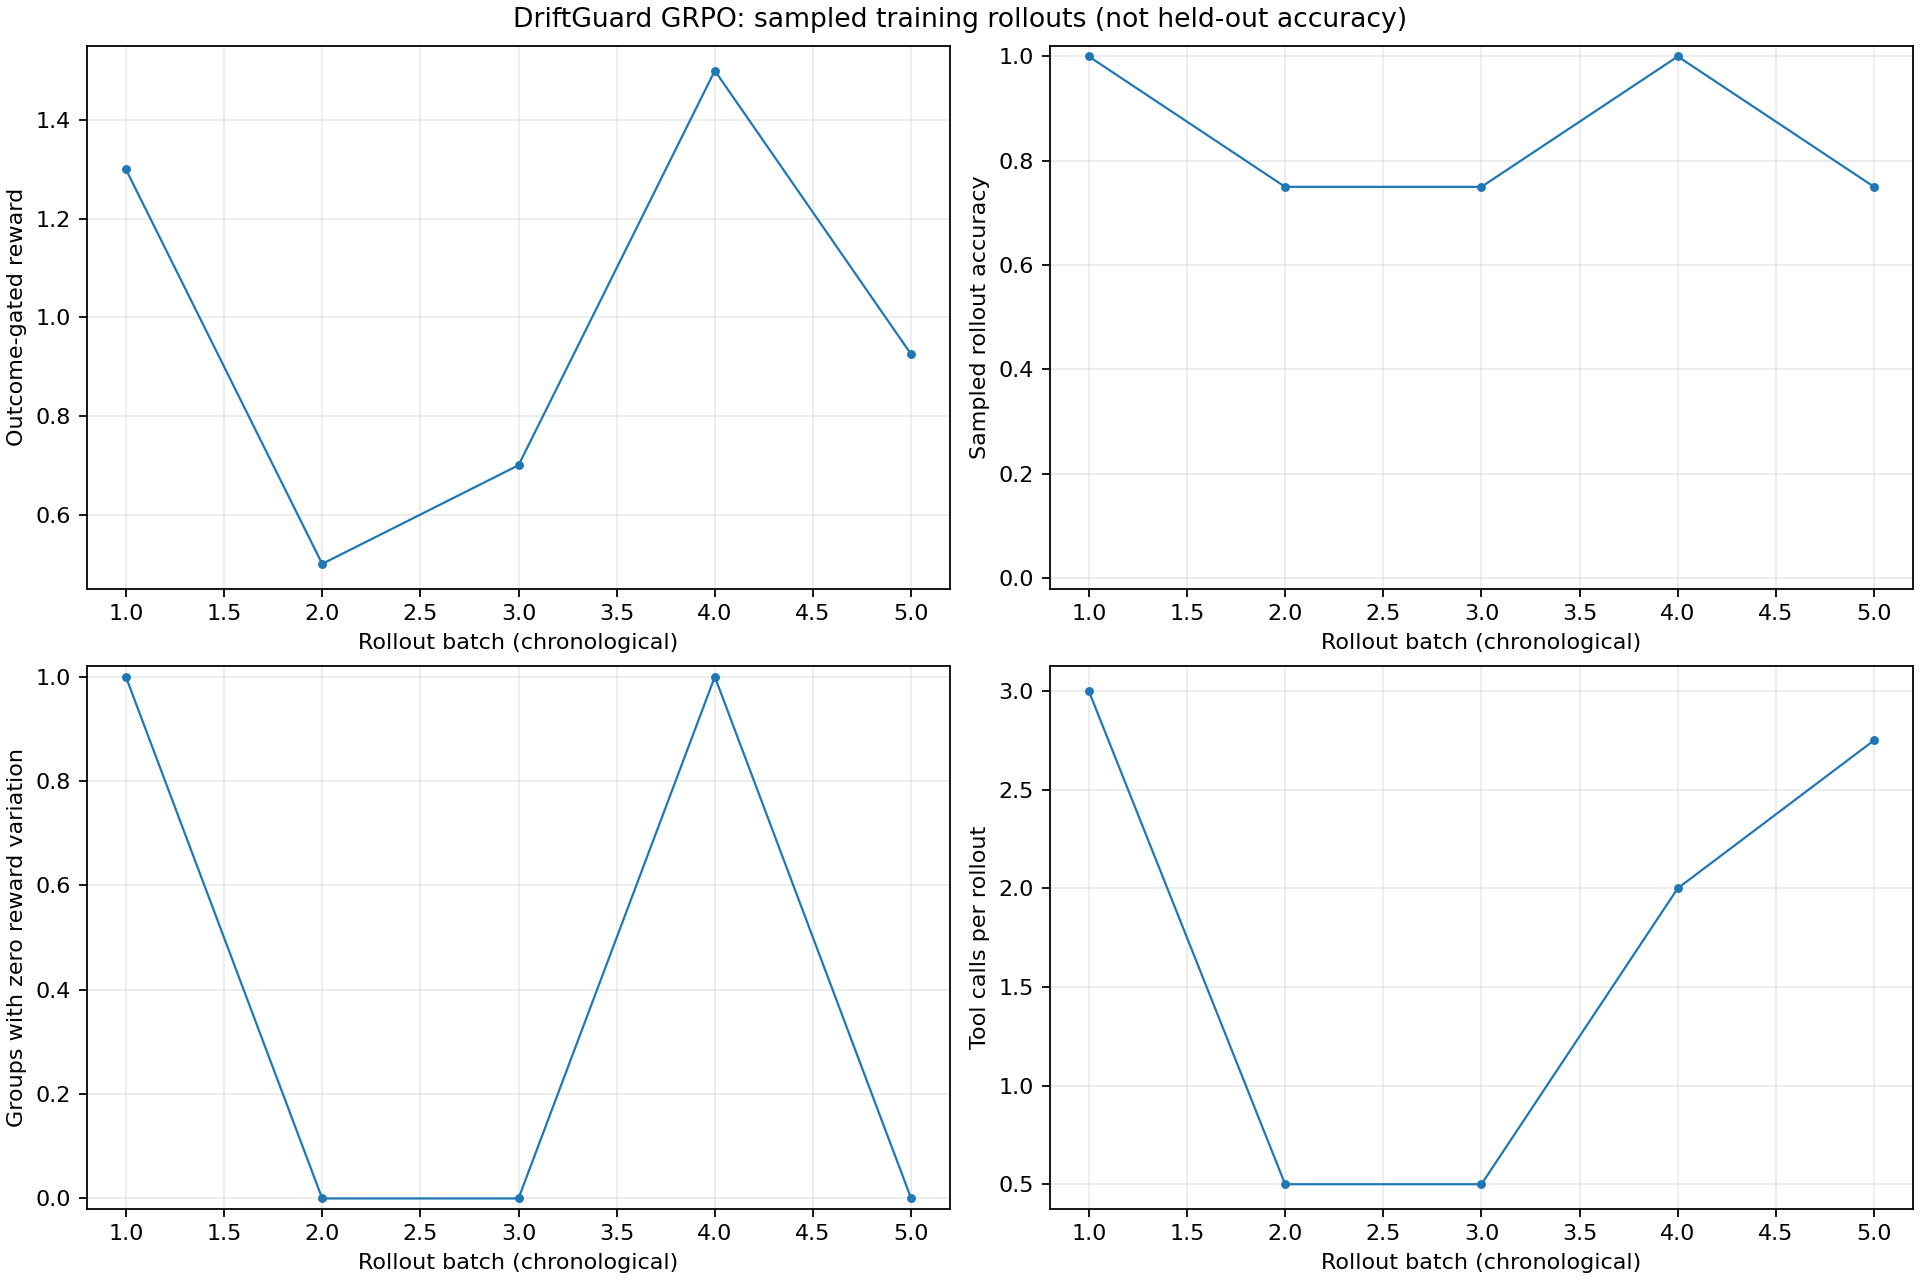 DriftGuard GRPO: sampled training rollouts (not held-out accuracy)
Outcome-gated reward
1.4
1.2
1.0
0.8
0.6
1.0 1.5 2.0 2.5 3.0 3.5 4.0 4.5 5.0
Rollout batch (chronological)
Sampled rollout accuracy
1.0
0.8
0.6
0.4
0.2
0.0
1.0 1.5 2.0 2.5 3.0 3.5 4.0 4.5 5.0
Rollout batch (chronological)
Groups with zero reward variation
1.0
0.8
0.6
0.4
0.2
0.0
1.0 1.5 2.0 2.5 3.0 3.5 4.0 4.5 5.0
Rollout batch (chronological)
Tool calls per rollout
3.0
2.5
2.0
1.5
1.0
0.5
1.0 1.5 2.0 2.5 3.0 3.5 4.0 4.5 5.0
Rollout batch (chronological)